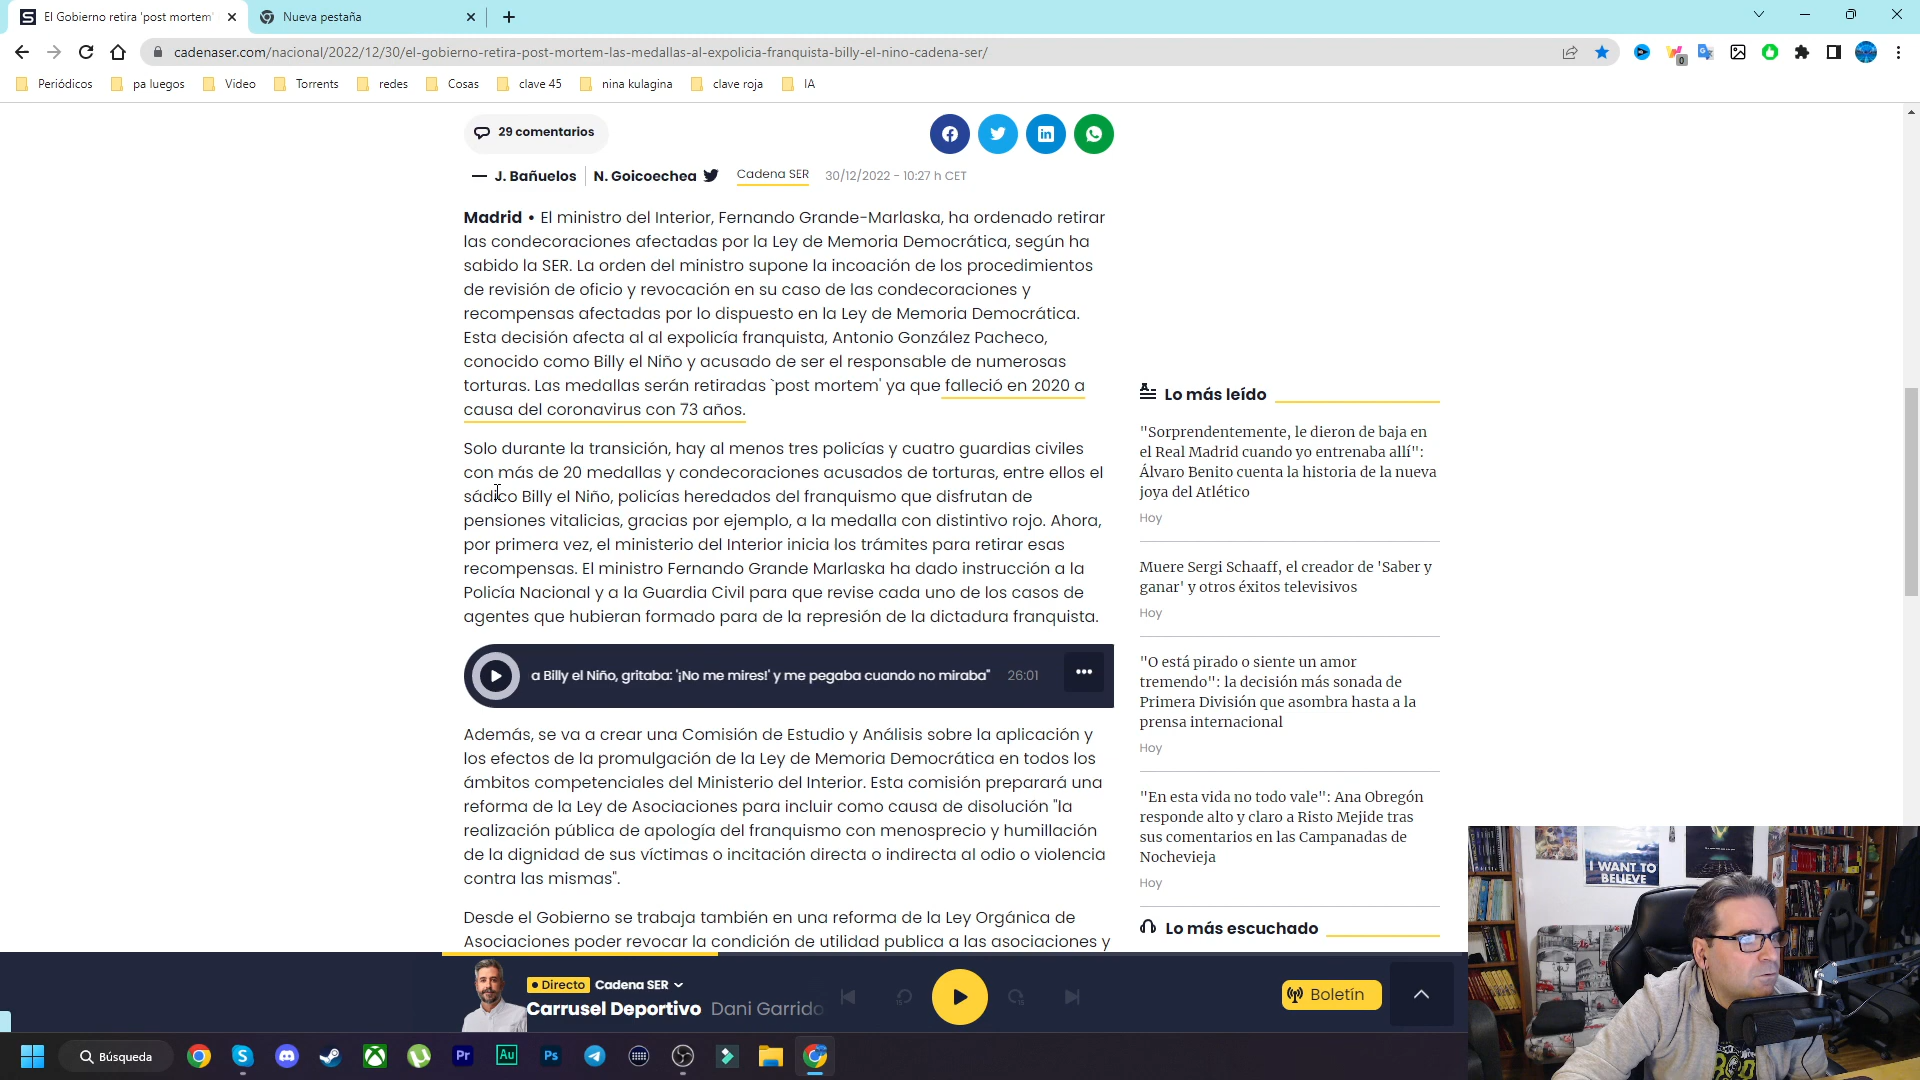 El Gobierno retira 'post mortem'
Nueva pestaña
cadenaser.com/nacional/2022/12/30/el-gobierno-retira-post-mortem-las-medallas-al-expolicia-franquista-billy-el-nino-cadena-ser/
0
Periódicos
pa luegos
Video
Torrents
redes
Cosas
clave 45
nina kulagina
clave roja
IA
29 comentarios
— J. Bañuelos
N. Goicoechea
Cadena SER
30/12/2022 - 10:27 h CET
Madrid • El ministro del Interior, Fernando Grande-Marlaska, ha ordenado retirar
las condecoraciones afectadas por la Ley de Memoria Democrática, según ha
sabido la SER. La orden del ministro supone la incoación de los procedimientos
de revisión de oficio y revocación en su caso de las condecoraciones y
recompensas afectadas por lo dispuesto en la Ley de Memoria Democrática.
Esta decisión afecta al al expolicía franquista, Antonio González Pacheco,
conocido como Billy el Niño y acusado de ser el responsable de numerosas
torturas. Las medallas serán retiradas `post mortem' ya que falleció en 2020 a
causa del coronavirus con 73 años.
Solo durante la transición, hay al menos tres policías y cuatro guardias civiles
con más de 20 medallas y condecoraciones acusados de torturas, entre ellos el
sádico Billy el Niño, policías heredados del franquismo que disfrutan de
pensiones vitalicias, gracias por ejemplo, a la medalla con distintivo rojo. Ahora,
por primera vez, el ministerio del Interior inicia los trámites para retirar esas
recompensas. El ministro Fernando Grande Marlaska ha dado instrucción a la
Policía Nacional y a la Guardia Civil para que revise cada uno de los casos de
agentes que hubieran formado para de la represión de la dictadura franquista.
a Billy el Niño, gritaba: '¡No me mires!' y me pegaba cuando no miraba"
26:01
Además, se va a crear una Comisión de Estudio y Análisis sobre la aplicación y
los efectos de la promulgación de la Ley de Memoria Democrática en todos los
ámbitos competenciales del Ministerio del Interior. Esta comisión preparará una
reforma de la Ley de Asociaciones para incluir como causa de disolución "la
realización pública de apología del franquismo con menosprecio y humillación
de la dignidad de sus víctimas o incitación directa o indirecta al odio o violencia
contra las mismas".
Desde el Gobierno se trabaja también en una reforma de la Ley Orgánica de
Asociaciones poder revocar la condición de utilidad publica a las asociaciones y
Lo más leído
"Sorprendentemente, le dieron de baja en
el Real Madrid cuando yo entrenaba allí":
Álvaro Benito cuenta la historia de la nueva
joya del Atlético
Hoy
Muere Sergi Schaaff, el creador de 'Saber y
ganar' y otros éxitos televisivos
Hoy
"O está pirado o siente un amor
tremendo": la decisión más sonada de
Primera División que asombra hasta a la
prensa internacional
Hoy
"En esta vida no todo vale": Ana Obregón
responde alto y claro a Risto Mejide tras
sus comentarios en las Campanadas de
Nochevieja
Hoy
Lo más escuchado
Directo
Cadena SER
Carrusel Deportivo Dani Garrido
Boletín
I WANT TO
BELIEVE
Búsqueda
Pr
Au
Ps